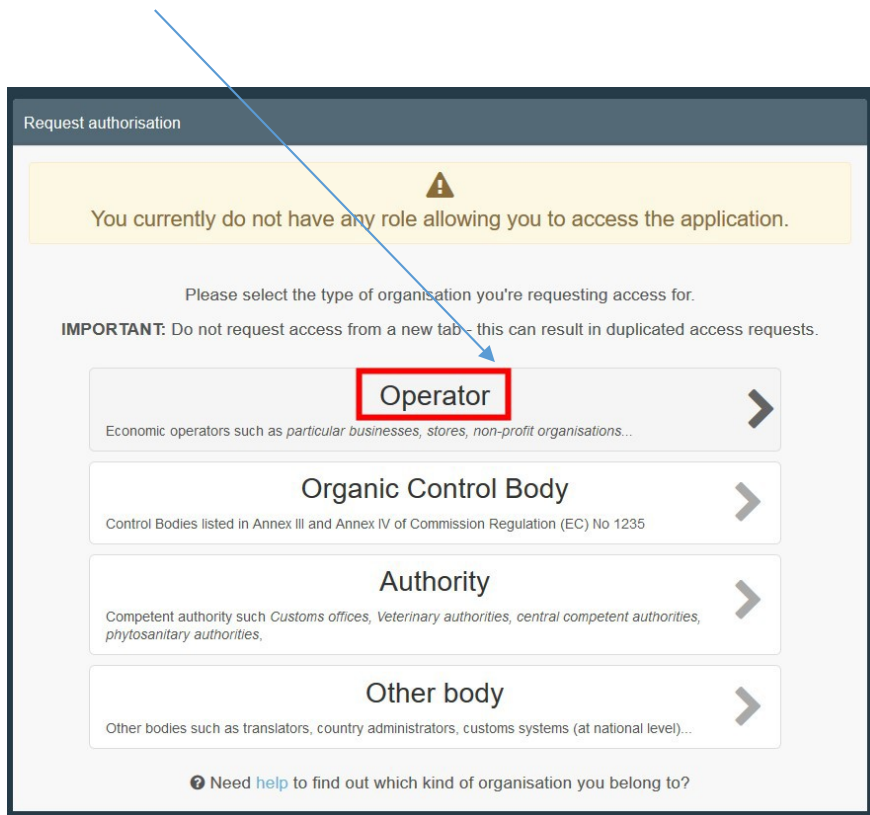 Request authorisation
You currently do not have any role allowing you to access the application.
Please select the type of organisation you're requesting access for.
IMPORTANT: Do not request access from a new tab - this can result in duplicated access requests.
Operator
Economic operators such as particular businesses, stores, non-profit organisations...
Organic Control Body
Control Bodies listed in Annex III and Annex IV of Commission Regulation (EC) No 1235
Authority
Competent authority such Customs offices, Veterinary authorities, central competent authorities,
phytosanitary authorities,
Other body
Other bodies such as translators, country administrators, customs systems (at national level)...
Need help to find out which kind of organisation you belong to?